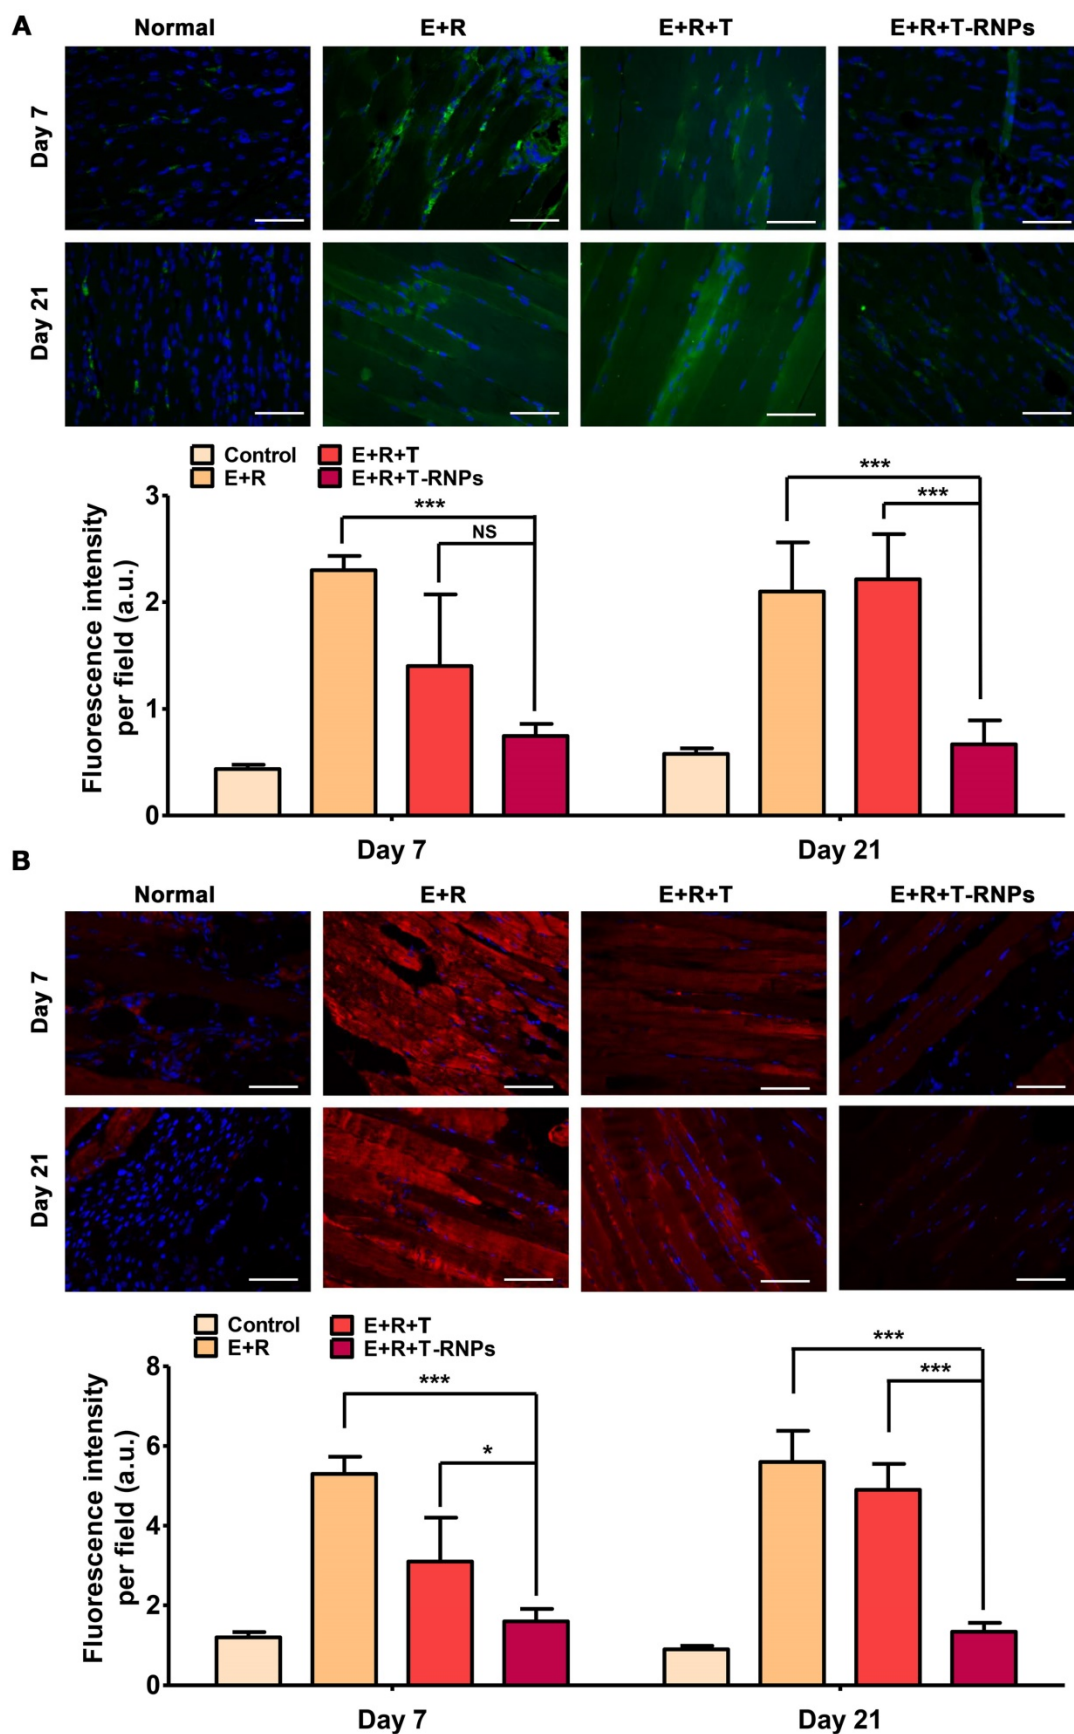 A
Normal E+R E+R+T E+R+T-RNPs
Day 7
Day 21
Control E+R+T
E+R E+R+T-RNPs
Fluorescence intensity
per field (a.u.)
3
2
1
0
***
NS
***
***
Day 7 Day 21
B
Normal E+R E+R+T E+R+T-RNPs
Day 7
Day 21
Control E+R+T
E+R E+R+T-RNPs
Fluorescence intensity
per field (a.u.)
8
6
4
2
0
***
*
***
***
Day 7 Day 21